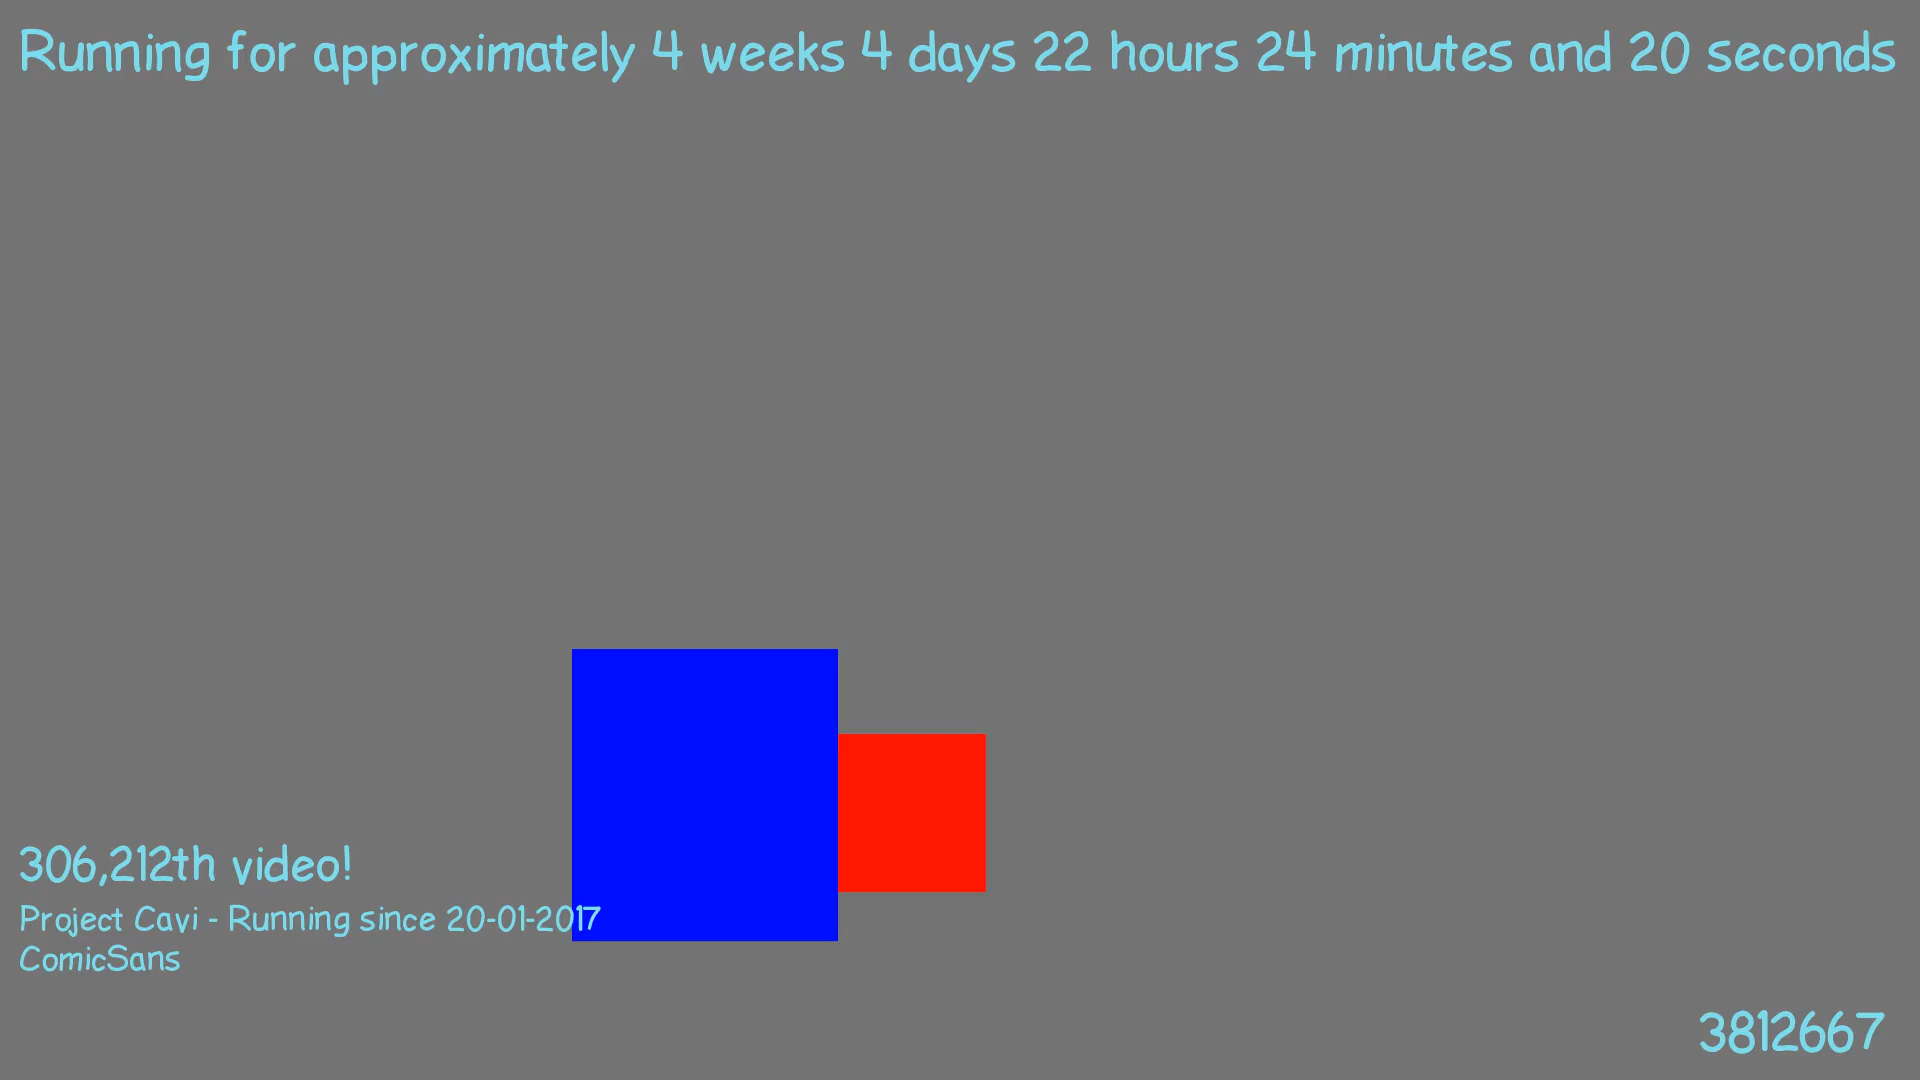 Running for approximately 4 weeks 4 days 22 hours 24 minutes and 20 seconds
306,212th video!
Project Cavi - Running since 20-01-2017
ComicSans
3812667